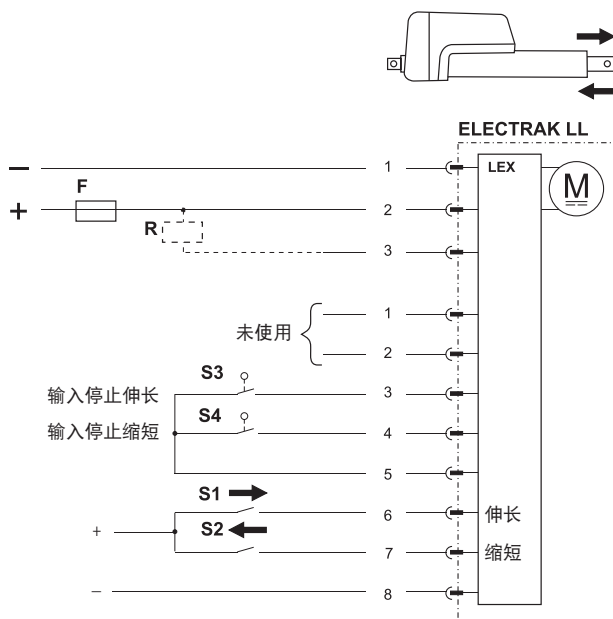 ELECTRAK LL
− 1 LEX M
F
+ 2
R
3
1
未使用
2
S3
输入停止伸长 3
S4
输入停止缩短 4
5
S1
6 伸长
+ S2
7 缩短
− 8